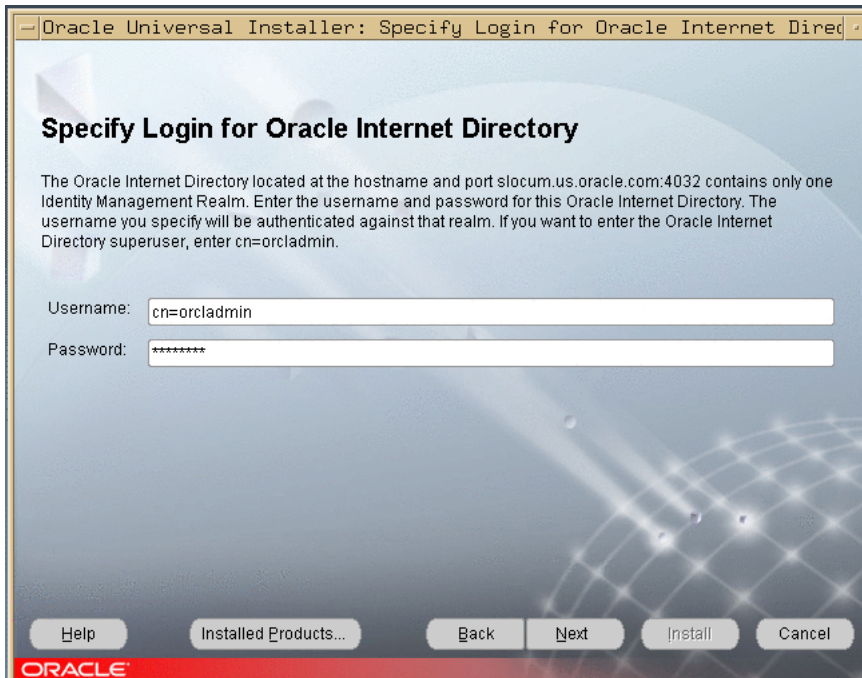 Oracle Universal Installer: Specify Login for Oracle Internet Direc
Specify Login for Oracle Internet Directory
The Oracle Internet Directory located at the hostname and port slocum.us.oracle.com:4032 contains only one
Identity Management Realm. Enter the username and password for this Oracle Internet Directory. The
username you specify will be authenticated against that realm. If you want to enter the Oracle Internet
Directory superuser, enter cn=orcladmin.
Username: cn=orcladmin
Password: ********
Help Installed Products... Back Next Install Cancel
ORACLE